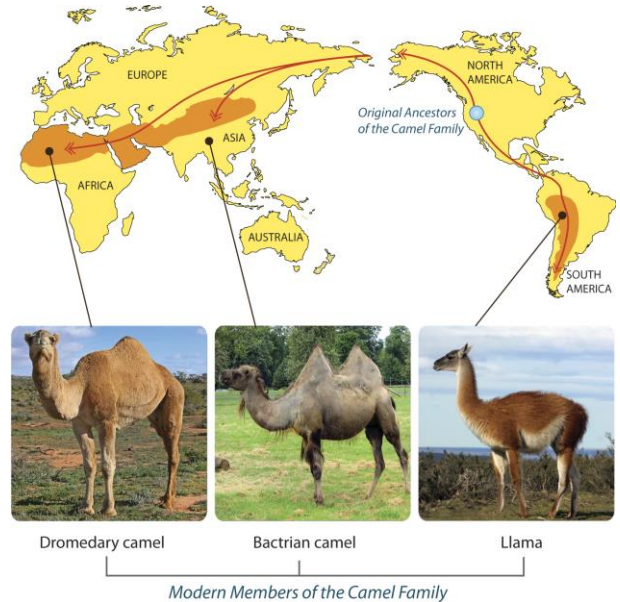 EUROPE
NORTH
AMERICA
Original Ancestors
of the Camel Family
ASIA
AFRICA
AUSTRALIA
SOUTH
AMERICA
Dromedary camel
Bactrian camel
Llama
Modern Members of the Camel Family